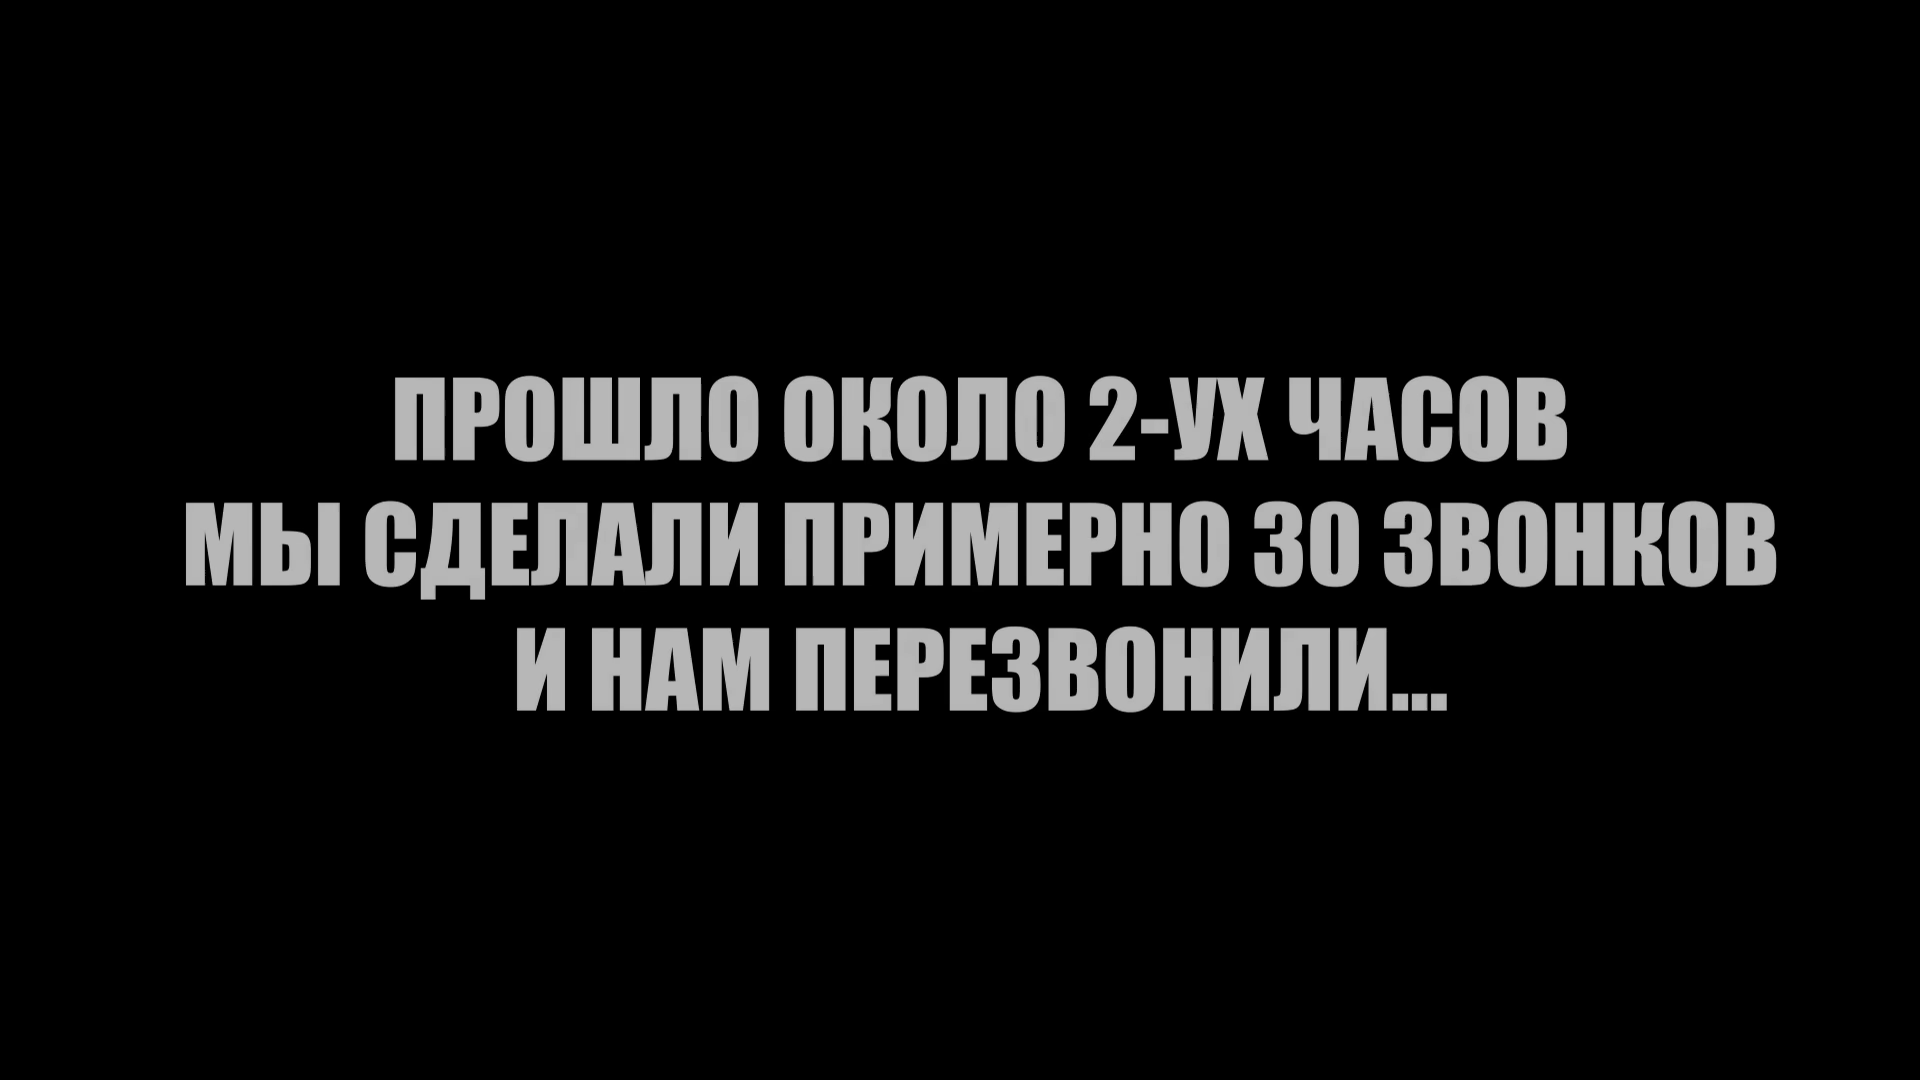 ПРОШЛО ОКОЛО 2-УХ ЧАСОВ
МЫ СДЕЛАЛИ ПРИМЕРНО 30 ЗВОНКОВ
И НАМ ПЕРЕЗВОНИЛИ...